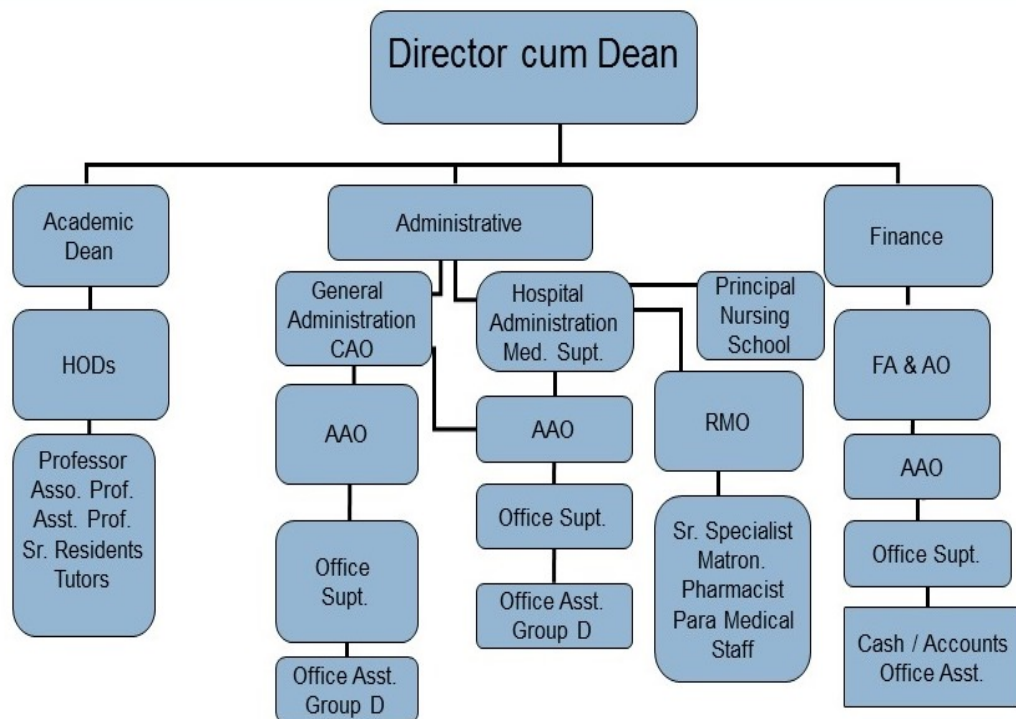 Director cum Dean
Academic
Dean
Administrative
Finance
General
Administration
CAO
Hospital
Administration
Med. Supt.
Principal
Nursing
School
HODs
FA & AO
AAO
AAO
RMO
AAO
Professor
Asso. Prof.
Asst. Prof.
Sr. Residents
Tutors
Office
Supt.
Office Supt.
Sr. Specialist
Matron.
Pharmacist
Para Medical
Staff
Office Supt.
Office Asst.
Group D
Office Asst.
Group D
Cash / Accounts
Office Asst.